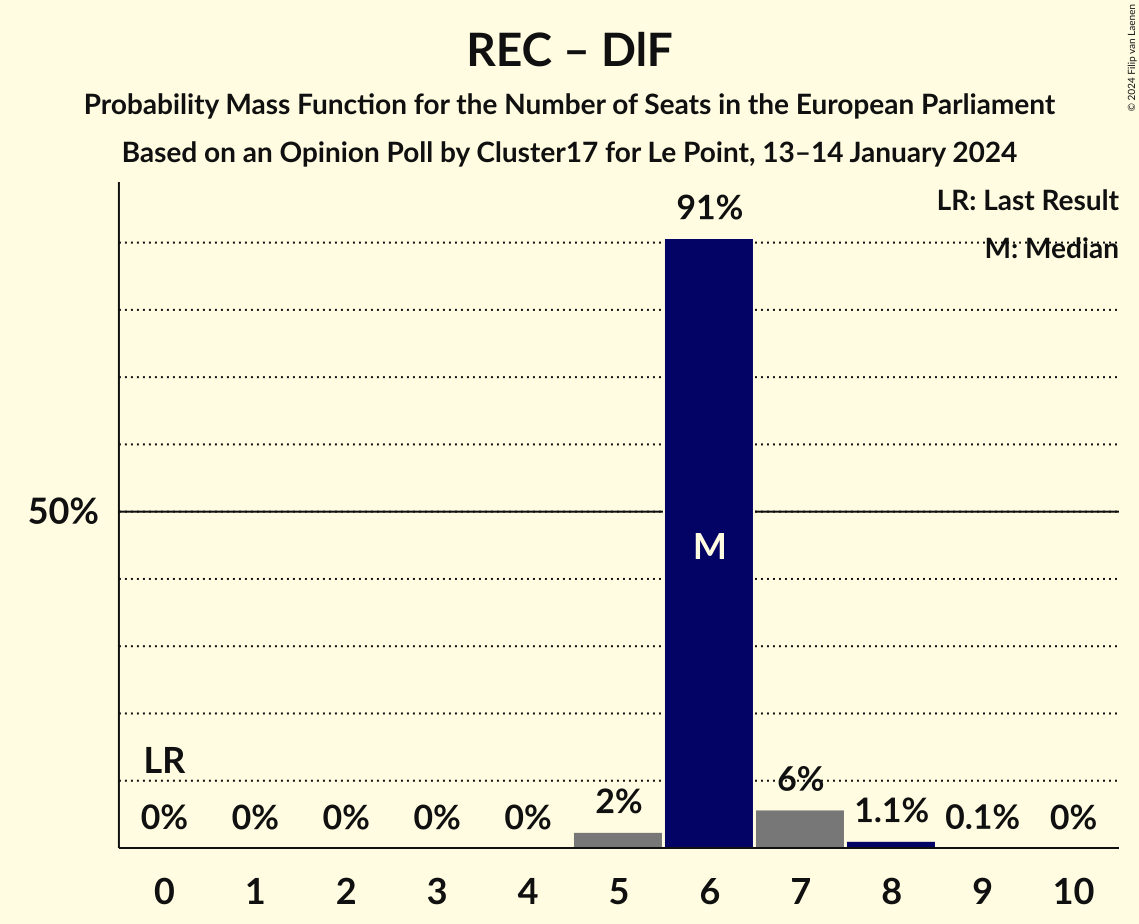 REC – DlF
Probability Mass Function for the Number of Seats in the European Parliament
Based on an Opinion Poll by Cluster17 for Le Point, 13–14 January 2024
© 2024 Filip van Laenen
LR: Last Result
M: Median
91%
50%
M
LR
0% 0% 0% 0% 0% 2% 6% 1.1% 0.1% 0%
0 1 2 3 4 5 6 7 8 9 10